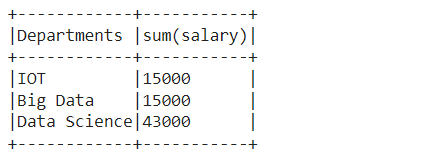 +------------+-----------+
|Departments |sum(salary)|
+------------+-----------+
|IOT         |15000      |
|Big Data    |15000      |
|Data Science|43000      |
+------------+-----------+